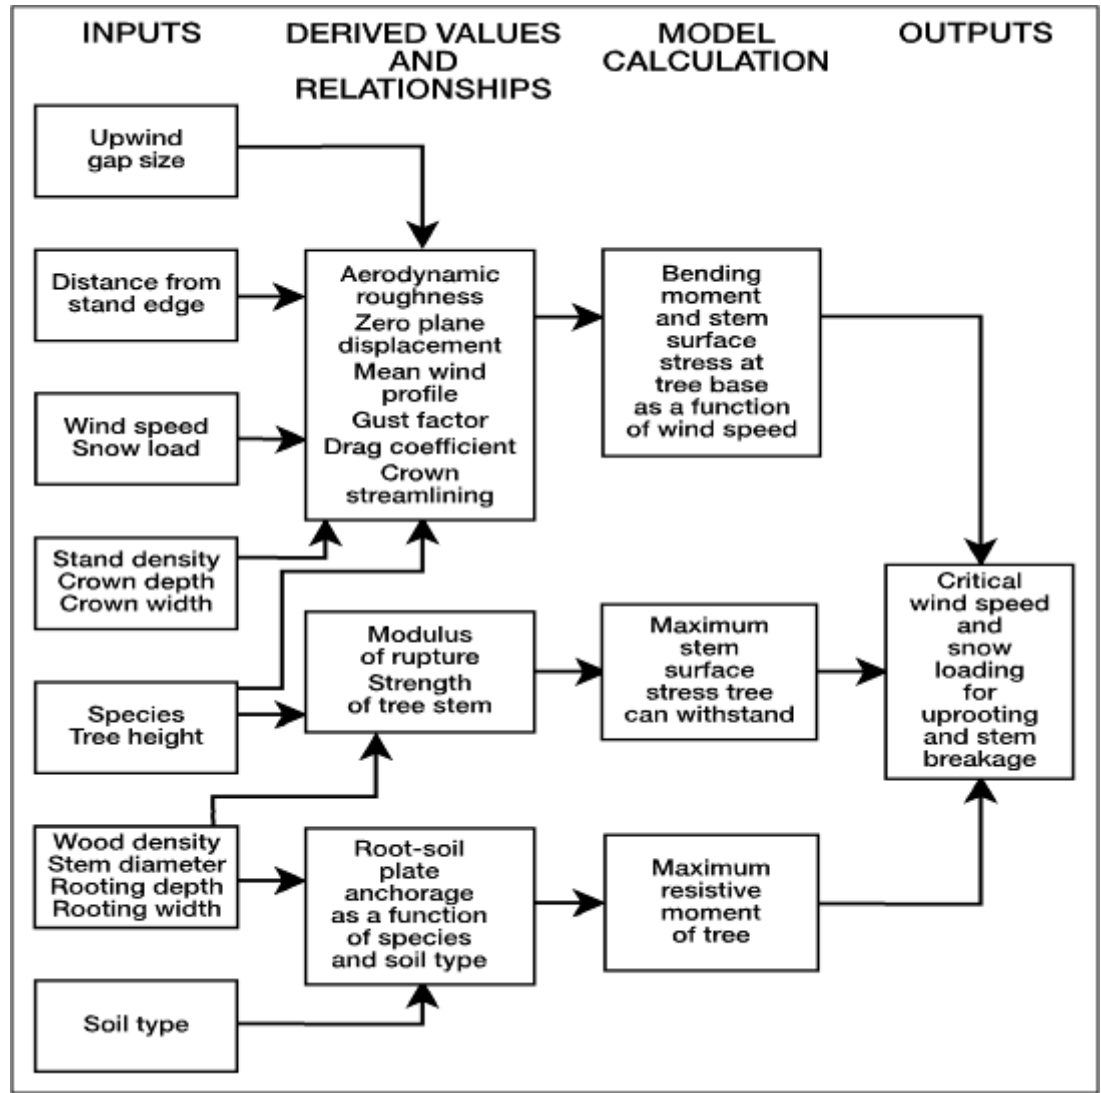 INPUTS
DERIVED VALUES
AND
RELATIONSHIPS
MODEL
CALCULATION
OUTPUTS
Upwind
gap size
Distance from
stand edge
Wind speed
Snow load
Stand density
Crown depth
Crown width
Species
Tree height
Wood density
Stem diameter
Rooting depth
Rooting width
Soil type
Aerodynamic
roughness
Zero plane
displacement
Mean wind
profile
Gust factor
Drag coefficient
Crown
streamlining
Modulus
of rupture
Strength
of tree stem
Root-soil
plate
anchorage
as a function
of species
and soil type
Bending
moment
and stem
surface
stress at
tree base
as a function
of wind speed
Maximum
stem
surface
stress tree
can withstand
Maximum
resistive
moment
of tree
Critical
wind speed
and
snow
loading
for
uprooting
and stem
breakage